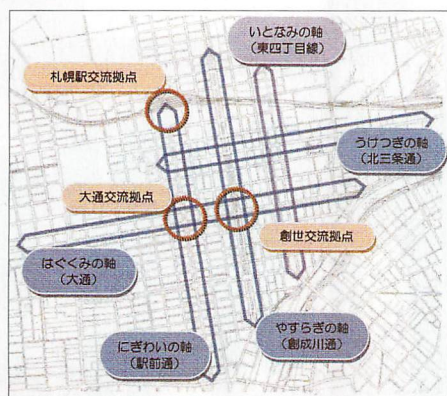 いとなみの軸
（東四丁目線）
札幌駅交流拠点
うけつぎの軸
（北三条通）
大通交流拠点
創世交流拠点
はぐくみの軸
（大通）
にぎわいの軸
（駅前通）
やすらぎの軸
（創成川通）